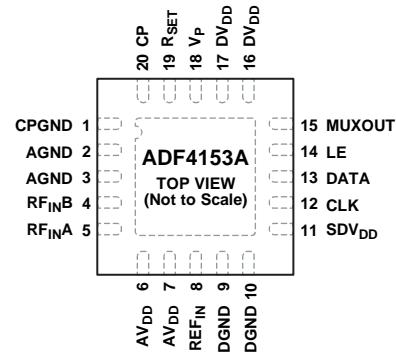 20 CP
19 RSET
18 VP
17 DVDD
16 DVDD
CPGND 1
AGND 2
AGND 3
RFINB 4
RFINA 5
ADF4153A
TOP VIEW
(Not to Scale)
15 MUXOUT
14 LE
13 DATA
12 CLK
11 SDVDD
AVDD 6
AVDD 7
REFIN 8
DGND 9
DGND 10